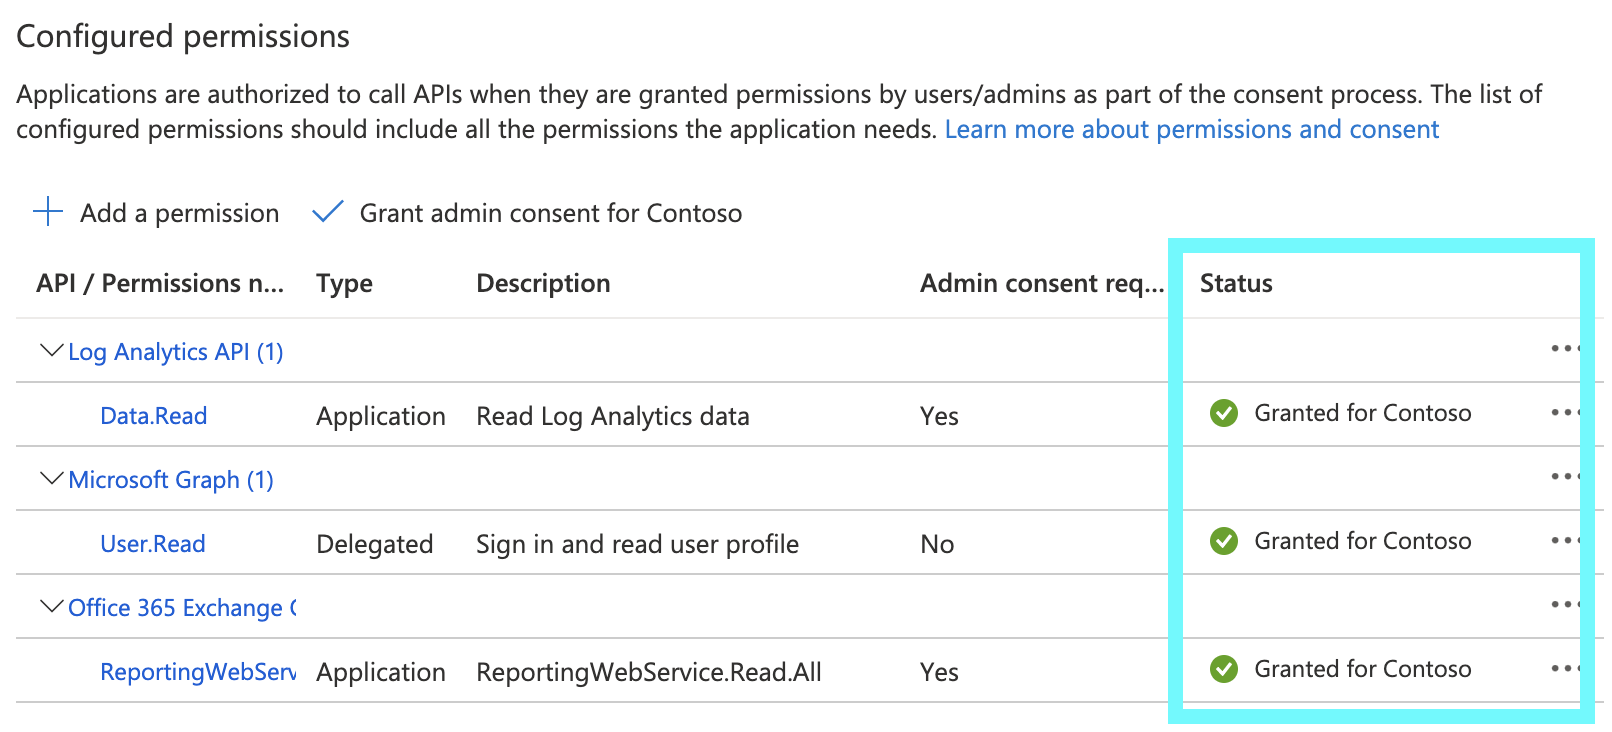 Configured permissions
Applications are authorized to call APIs when they are granted permissions by users/admins as part of the consent process. The list of
configured permissions should include all the permissions the application needs. Learn more about permissions and consent
Add a permission Grant admin consent for Contoso
API / Permissions n... Type Description Admin consent req... Status
Log Analytics API (1)
Data.Read Application Read Log Analytics data Yes Granted for Contoso
Microsoft Graph (1)
User.Read Delegated Sign in and read user profile No Granted for Contoso
Office 365 Exchange
ReportingWebServ Application ReportingWebService.Read.All Yes Granted for Contoso